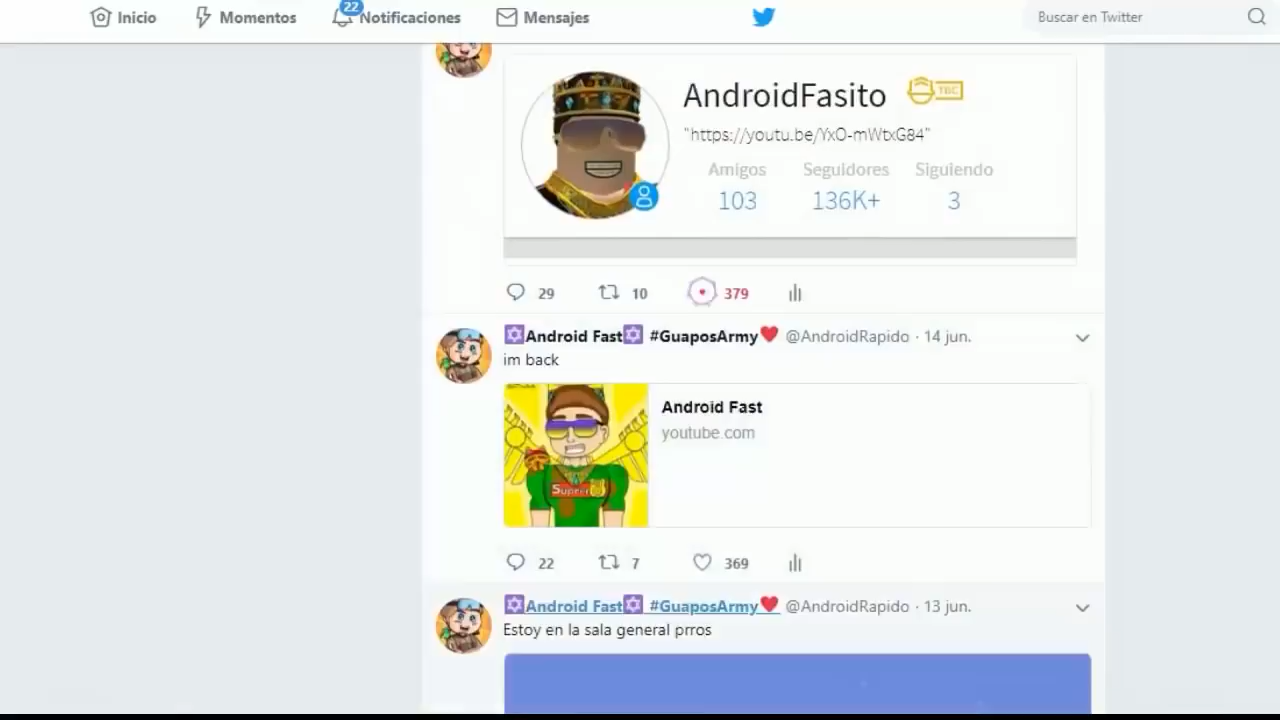 Inicio
Momentos
22
Notificaciones
Mensajes
Buscar en Twitter
AndroidFasito
TBC
"https://youtu.be/YxO-mWtxG84"
Amigos Seguidores Siguiendo
103 136K+ 3
29 10 379
✡Android Fast✡ #GuaposArmy❤ @AndroidRapido · 14 jun.
im back
Android Fast
youtube.com
22 7 369
✡Android Fast✡ #GuaposArmy❤ @AndroidRapido · 13 jun.
Estoy en la sala general prros